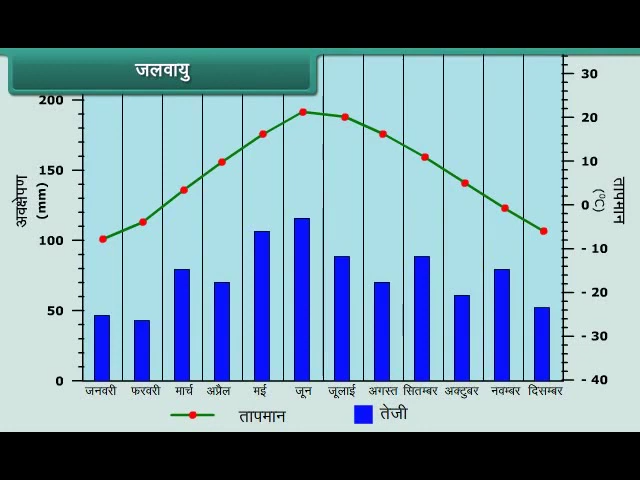 जलवायु
200
150
100
50
0
अवक्षेपण
(mm)
30
20
10
0
- 10
- 20
- 30
- 40
तापमान
(°C)
जनवरी फरवरी मार्च अप्रैल मई जून जूलाई अगस्त सितम्बर अक्टुबर नवम्बर दिसम्बर
तापमान तेजी